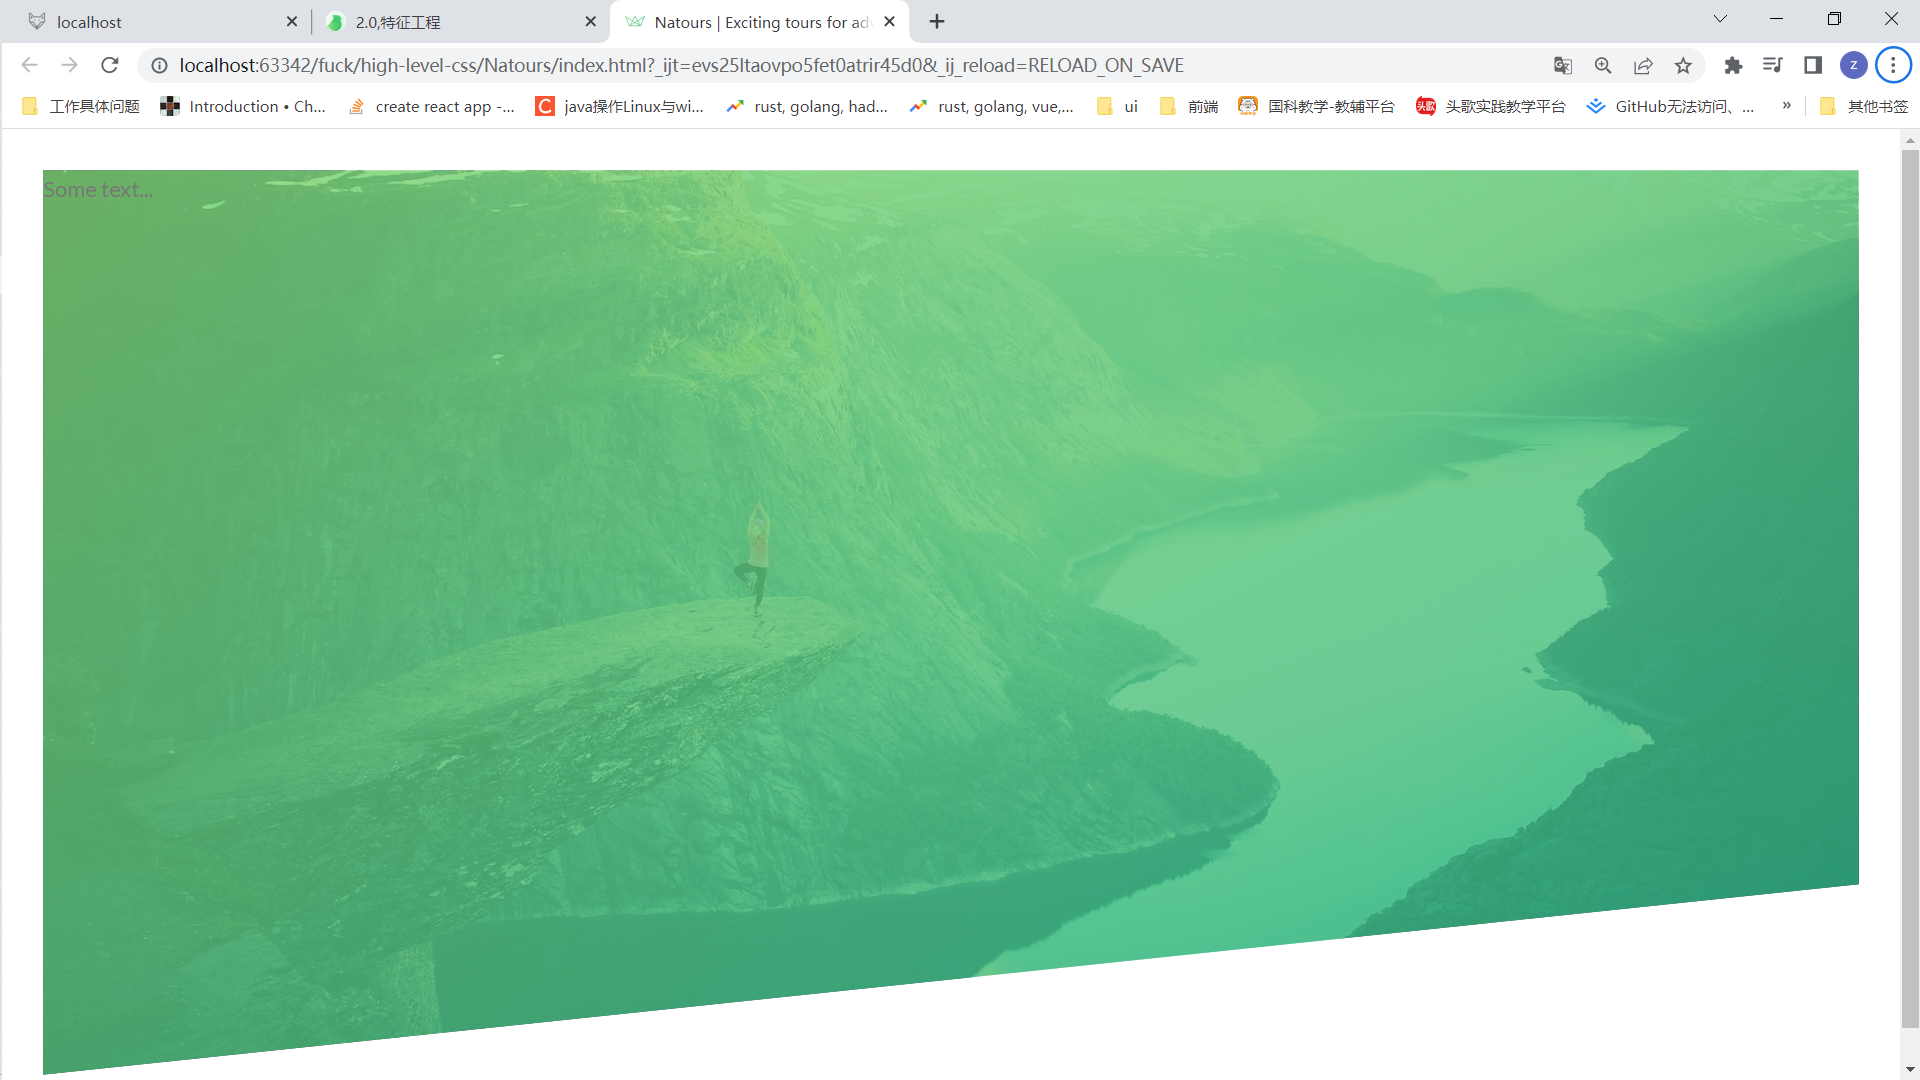 localhost
2.0,特征工程
Natours | Exciting tours for adv
localhost:63342/fuck/high-level-css/Natours/index.html?_ijt=evs25ltaovpo5fet0atrir45d0&_ij_reload=RELOAD_ON_SAVE
z
工作具体问题
Introduction • Ch...
create react app -...
C java操作Linux与wi...
rust, golang, had...
rust, golang, vue,...
ui
前端
国科教学-教辅平台
头歌 头歌实践教学平台
GitHub无法访问、...
»
其他书签
Some text...